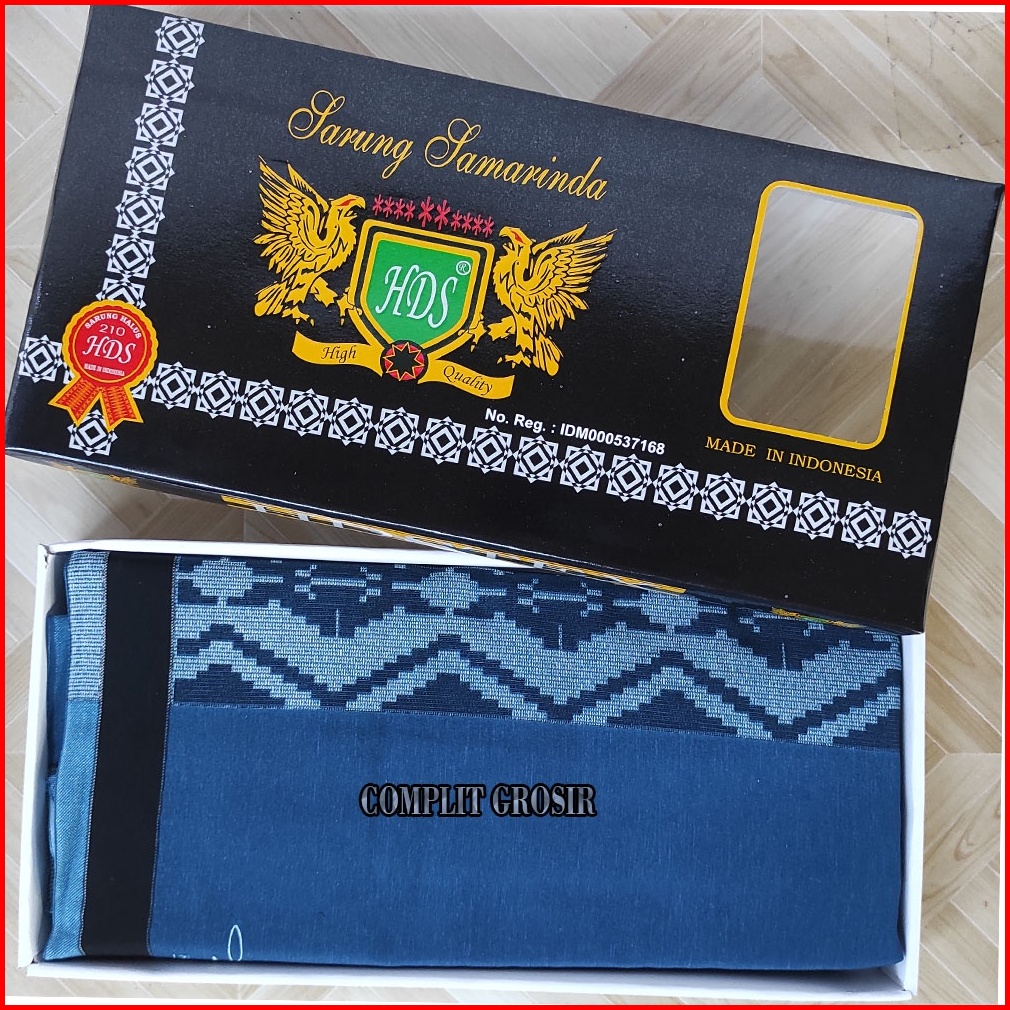 Sarung Samarinda
********** 
HDS®
High Quality
SARUNG HALUS
210
HDS
MADE IN INDONESIA
No. Reg. : IDM000537168
MADE IN INDONESIA
COMPLIT GROSIR